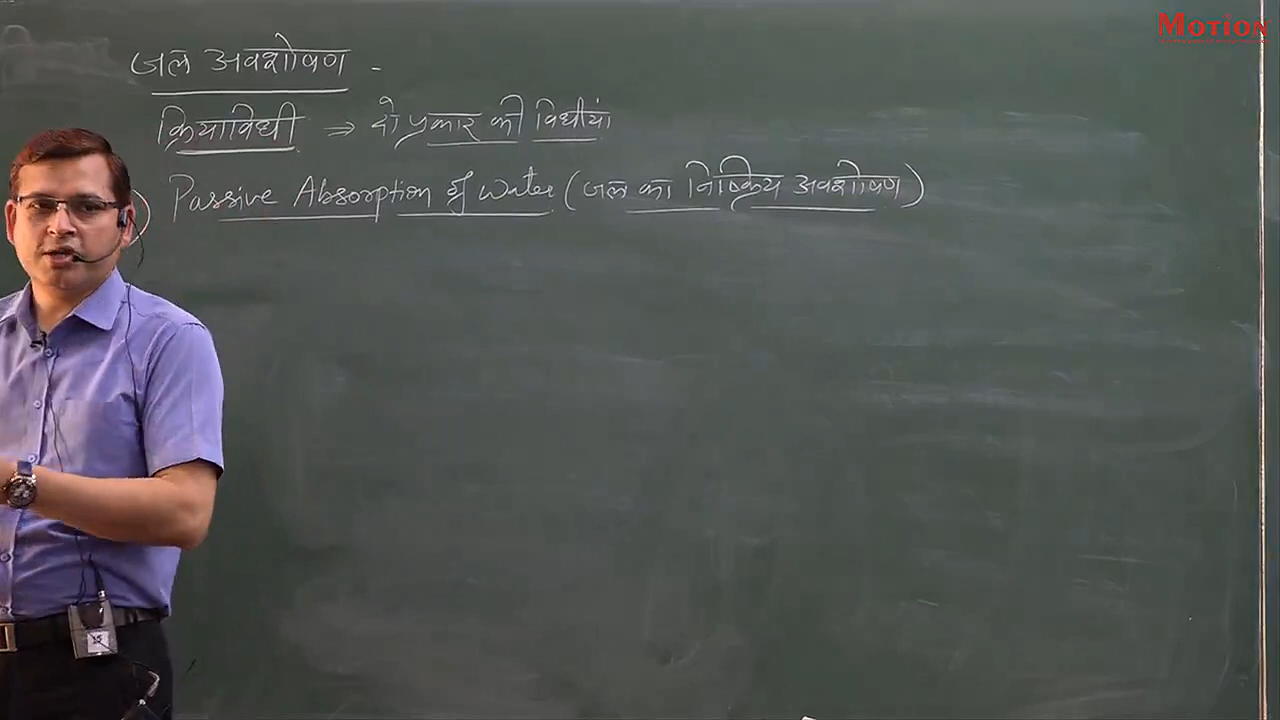 MOTION
जल अवशोषण -
क्रियाविधी ⇒ दो प्रकार की विधीयां
) Passive Absorption of Water (जल का निष्क्रिय अवशोषण)